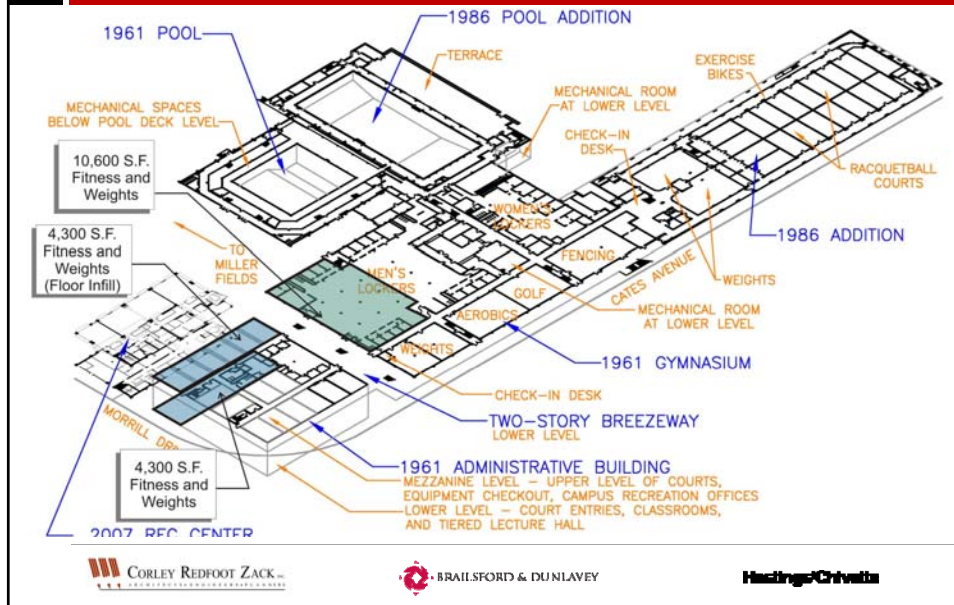 1986 POOL ADDITION
1961 POOL
TERRACE
EXERCISE
BIKES
MECHANICAL ROOM
AT LOWER LEVEL
MECHANICAL SPACES
BELOW POOL DECK LEVEL
CHECK-IN
DESK
10,600 S.F.
Fitness and
Weights
RACQUETBALL
COURTS
WOMEN'S
LOCKERS
1986 ADDITION
4,300 S.F.
Fitness and
Weights
(Floor Infill)
TO
MILLER
FIELDS
FENCING
CATES AVENUE
WEIGHTS
MEN'S
LOCKERS
GOLF
MECHANICAL ROOM
AT LOWER LEVEL
AEROBICS
WEIGHTS
1961 GYMNASIUM
CHECK-IN DESK
TWO-STORY BREEZEWAY
LOWER LEVEL
MORRILL
1961 ADMINISTRATIVE BUILDING
MEZZANINE LEVEL – UPPER LEVEL OF COURTS,
EQUIPMENT CHECKOUT, CAMPUS RECREATION OFFICES
LOWER LEVEL – COURT ENTRIES, CLASSROOMS,
AND TIERED LECTURE HALL
4,300 S.F.
Fitness and
Weights
2007 REC CENTER
CORLEY REDFOOT ZACK INC
ARCHITECTS ENGINEERS PLANNERS
BRAILSFORD & DUNLAVEY
Hastings+Chivetta